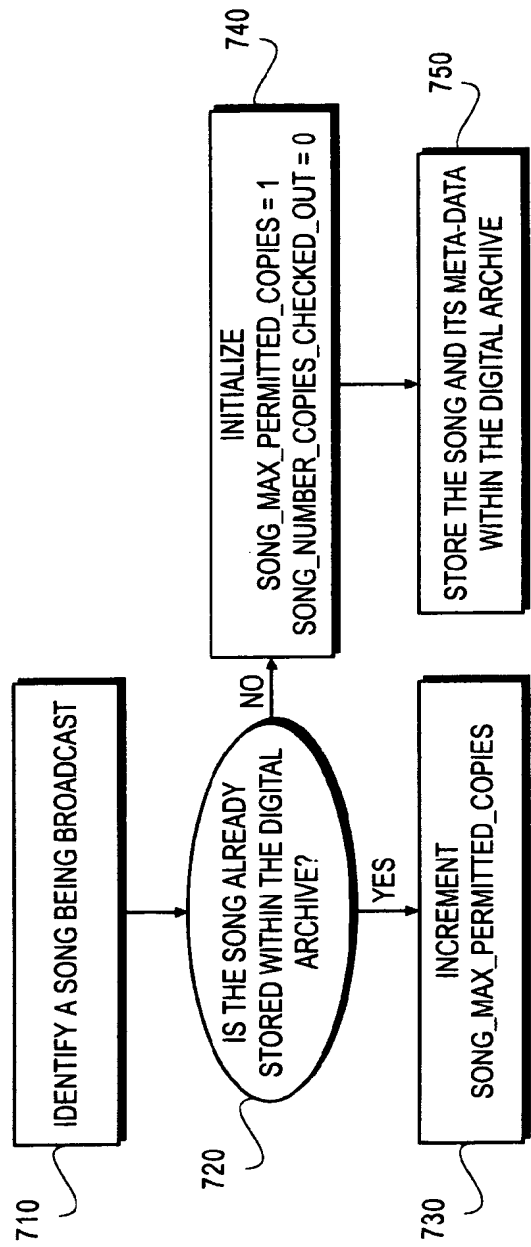 710
IDENTIFY A SONG BEING BROADCAST
720
IS THE SONG ALREADY
STORED WITHIN THE DIGITAL
ARCHIVE?
NO
YES
730
INCREMENT
SONG_MAX_PERMITTED_COPIES
740
INITIALIZE
SONG_MAX_PERMITTED_COPIES = 1
SONG_NUMBER_COPIES_CHECKED_OUT = 0
750
STORE THE SONG AND ITS META-DATA
WITHIN THE DIGITAL ARCHIVE